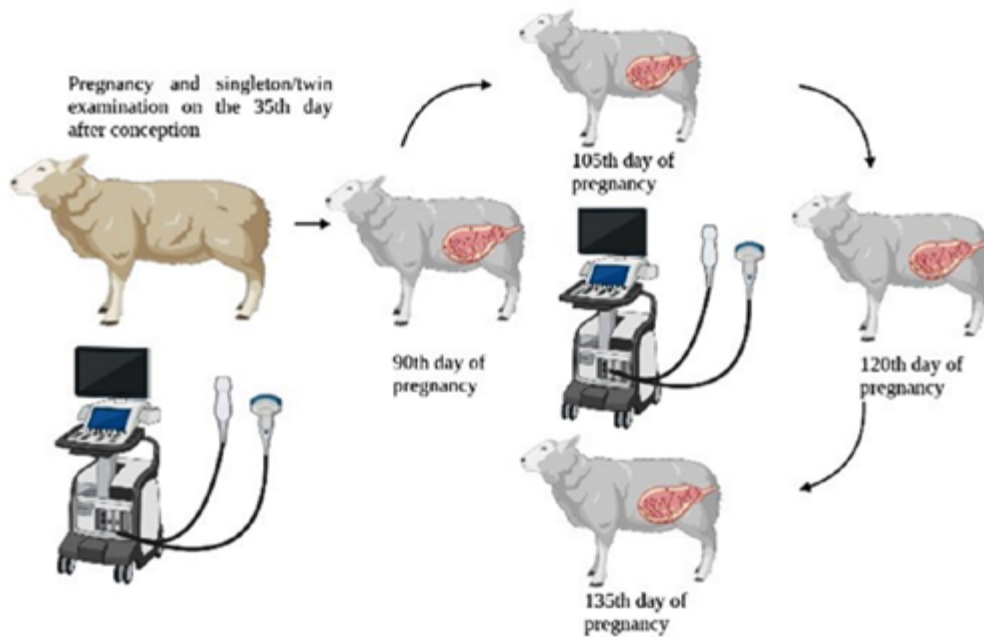 Pregnancy and singleton/twin
examination on the 35th day
after conception
90th day of
pregnancy
105th day of
pregnancy
120th day of
pregnancy
135th day of
pregnancy